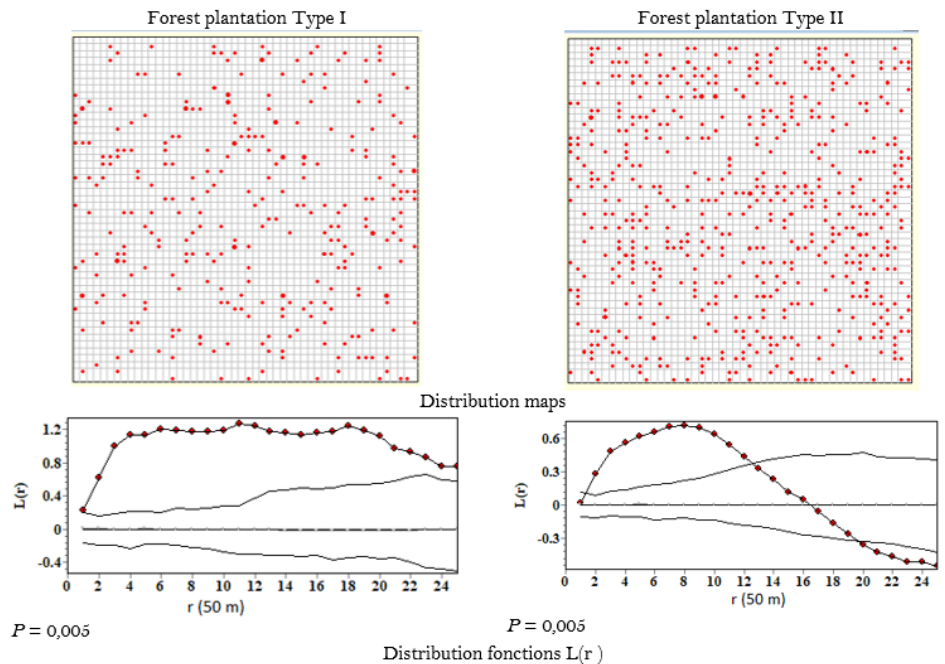 Forest plantation Type I
Forest plantation Type II
Distribution maps
L(r)
1.2
0.8
0.4
0
-0.4
0 2 4 6 8 10 12 14 16 18 20 22 24
r (50 m)
P = 0,005
L(r)
0.6
0.3
0
-0.3
0 2 4 6 8 10 12 14 16 18 20 22 24
r (50 m)
P = 0,005
Distribution fonctions L(r )